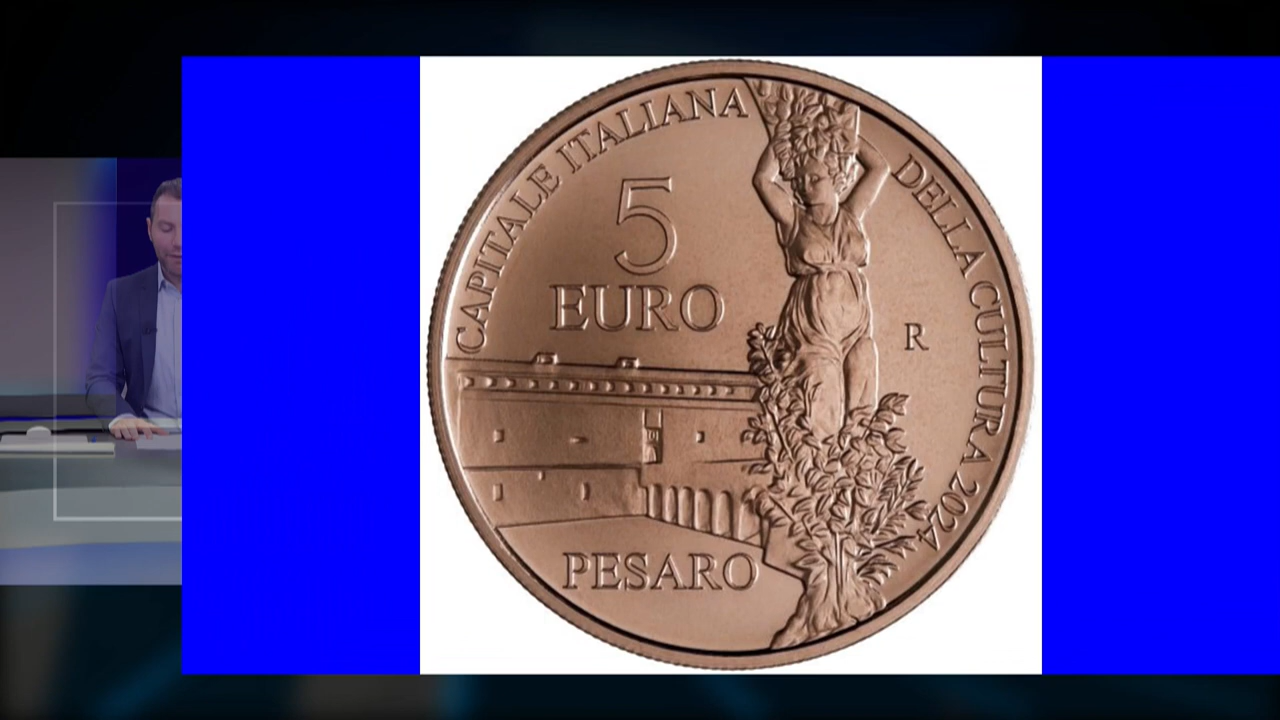 CAPITALE ITALIANA
DELLA CULTURA 2024
5
EURO
R
PESARO